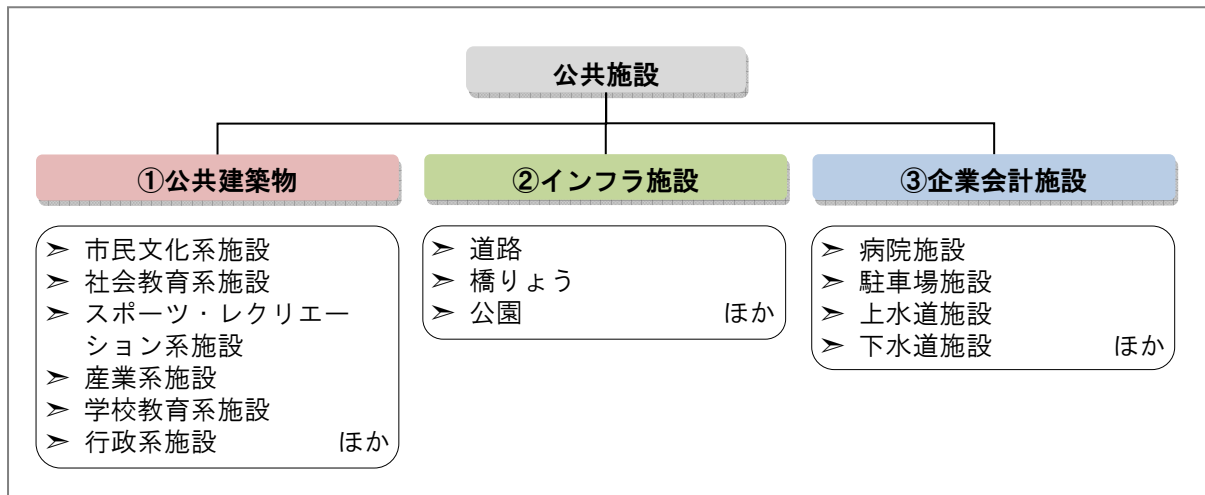 公共施設
①公共建築物
➢ 市民文化系施設
➢ 社会教育系施設
➢ スポーツ・レクリエー
ション系施設
➢ 産業系施設
➢ 学校教育系施設
➢ 行政系施設 ほか
②インフラ施設
➢ 道路
➢ 橋りょう
➢ 公園 ほか
③企業会計施設
➢ 病院施設
➢ 駐車場施設
➢ 上水道施設
➢ 下水道施設 ほか